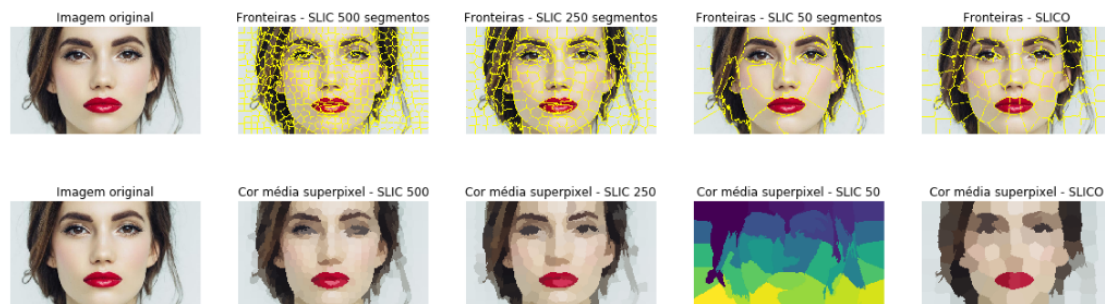 Imagem original
Fronteiras - SLIC 500 segmentos
Fronteiras - SLIC 250 segmentos
Fronteiras - SLIC 50 segmentos
Fronteiras - SLICO
Imagem original
Cor média superpixel - SLIC 500
Cor média superpixel - SLIC 250
Cor média superpixel - SLIC 50
Cor média superpixel - SLICO